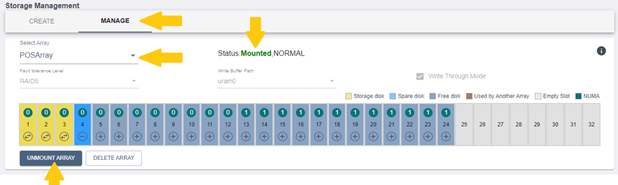 Storage Management
CREATE
MANAGE
Select Array
POSArray
Status:Mounted,NORMAL
Fault tolerance Level
RAID5
Write Buffer Path
uram0
Write Through Mode
Storage disk Spare disk Free disk Used by Another Array Empty Slot NUMA
0 0 0 0 0 0 0 0 0 0 0 0 1 1 1 1 1 1 1 1 1 1 1 1
1 2 3 4 5 6 7 8 9 10 11 12 13 14 15 16 17 18 19 20 21 22 23 24 25 26 27 28 29 30 31 32
UNMOUNT ARRAY
DELETE ARRAY